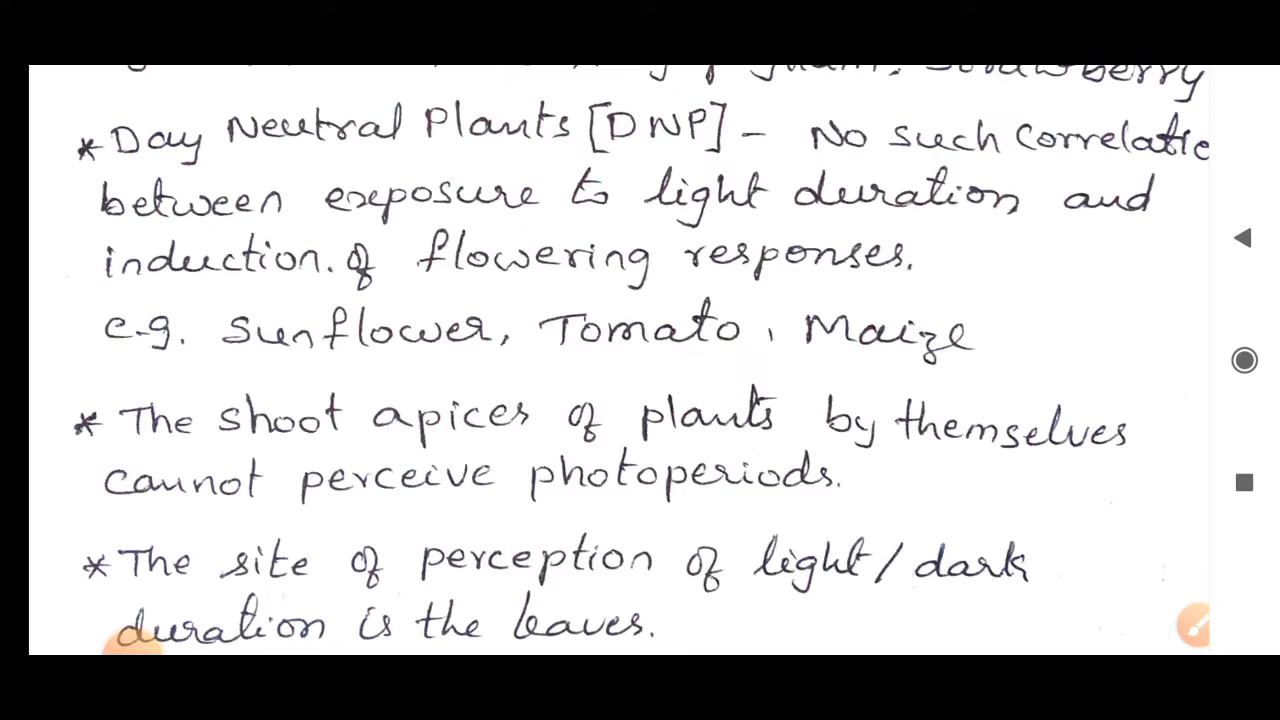 Strawberry
* Day Neutral Plants [DNP] - No such correlatio
between exposure to light duration and
induction. of flowering responses.
e.g. Sunflower, Tomato, Maize
* The shoot apices of plants by themselves
cannot perceive photoperiods.
* The site of perception of light/dark
duration is the leaves.